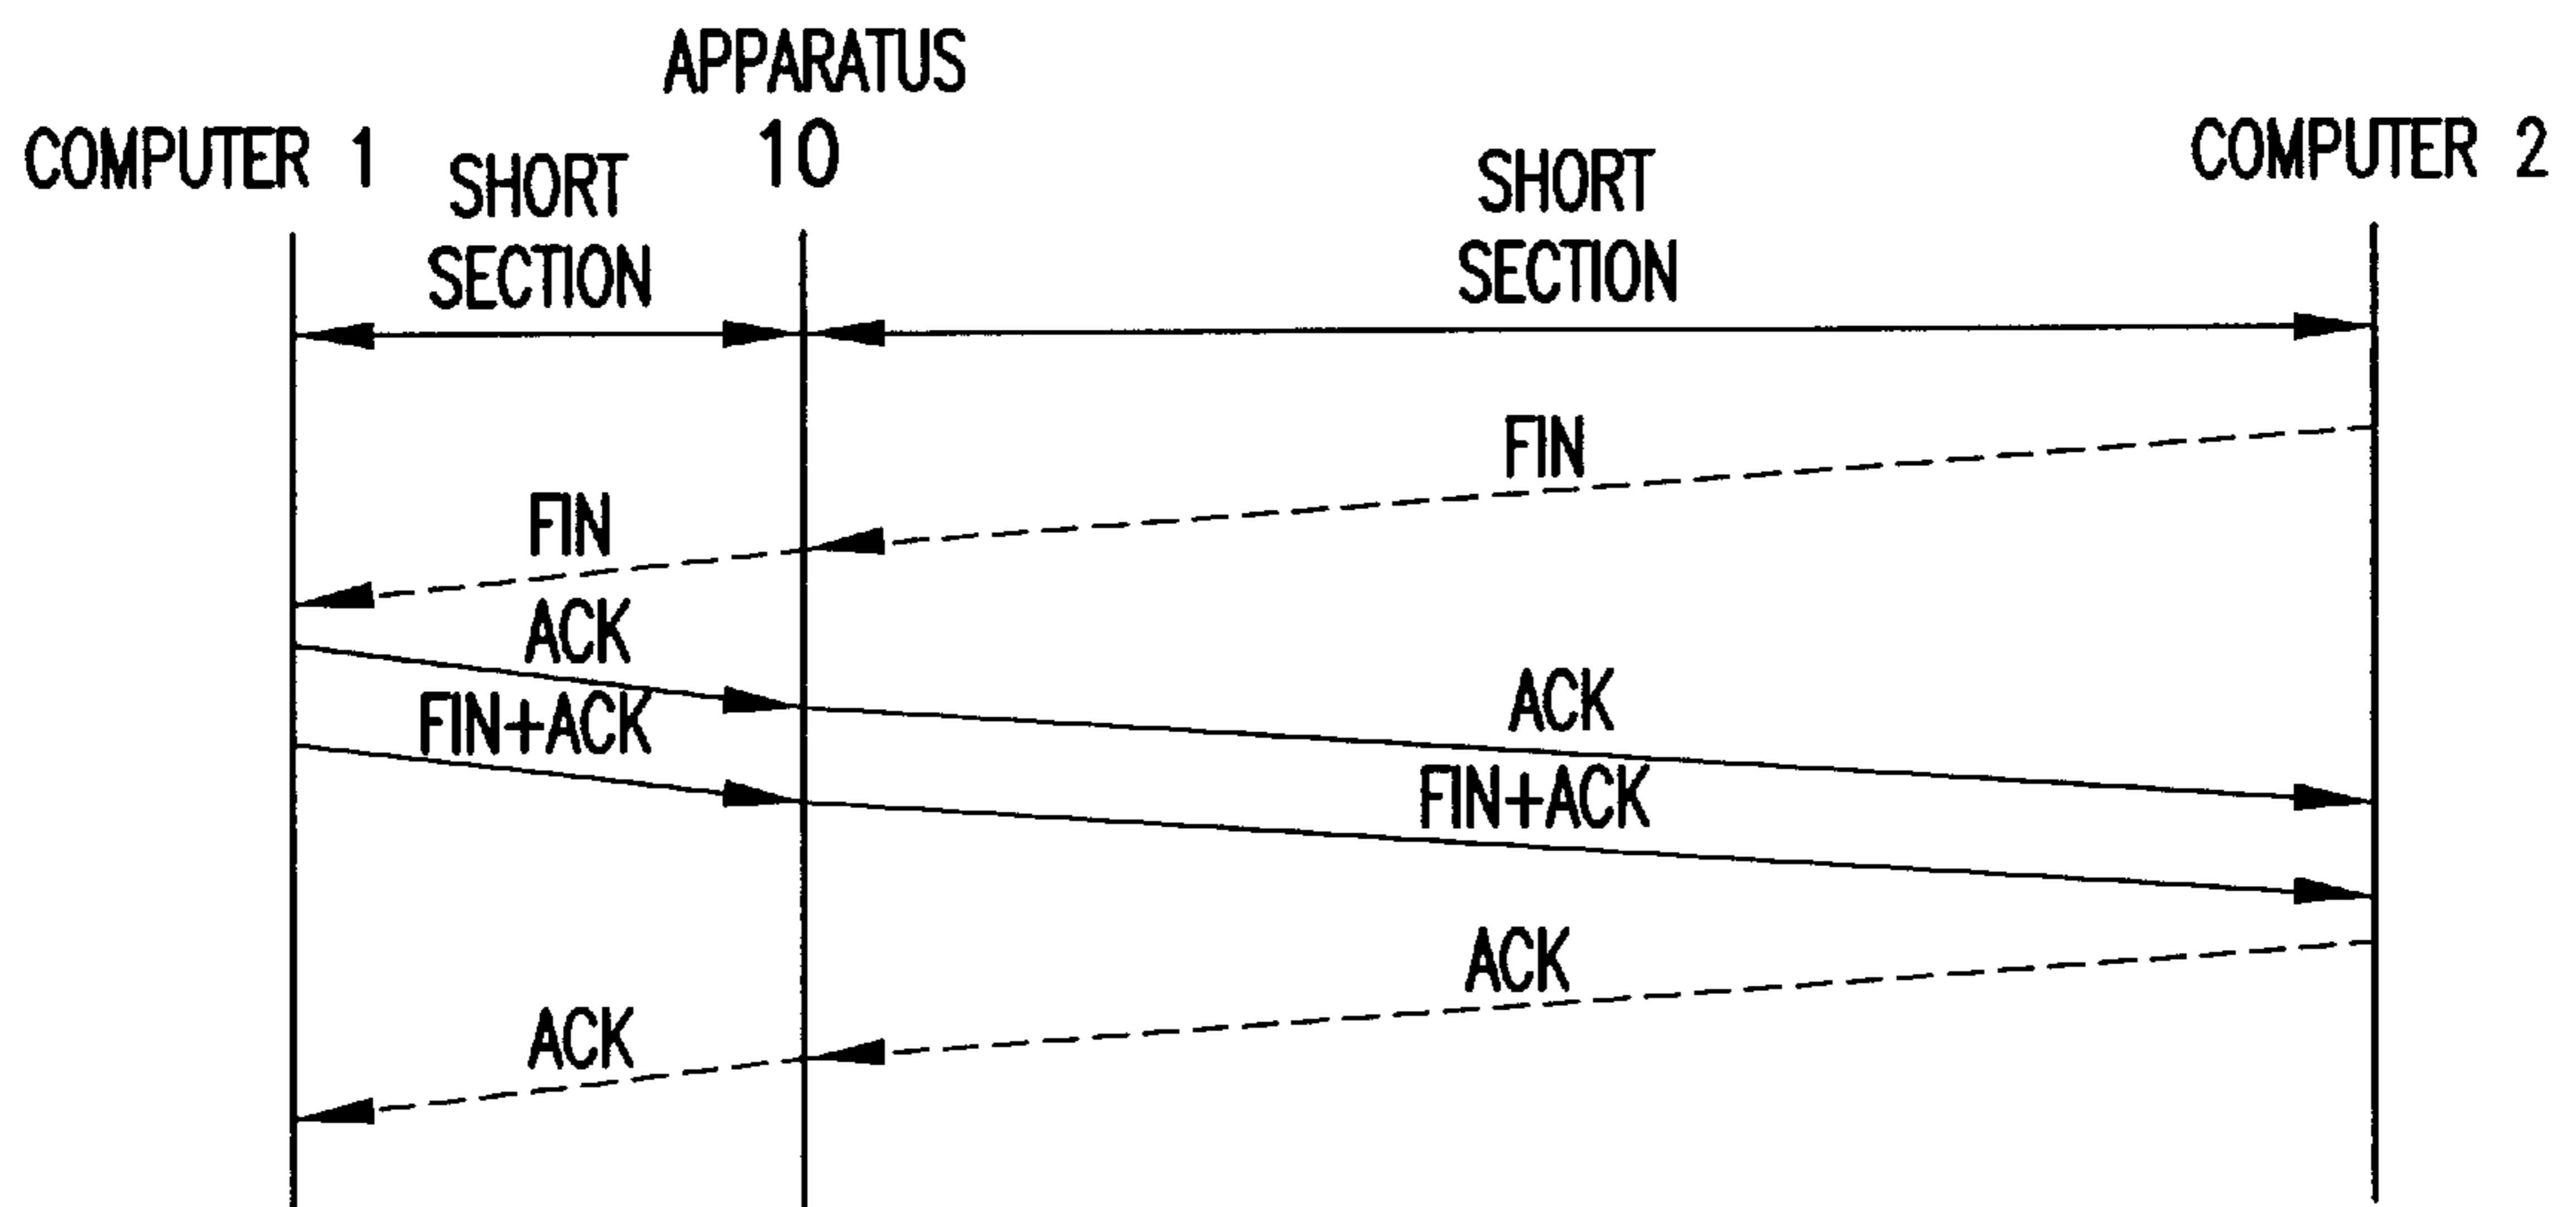 APPARATUS
10
COMPUTER 1
SHORT
SECTION
SHORT
SECTION
COMPUTER 2
FIN
FIN
ACK
FIN+ACK
ACK
FIN+ACK
ACK
ACK